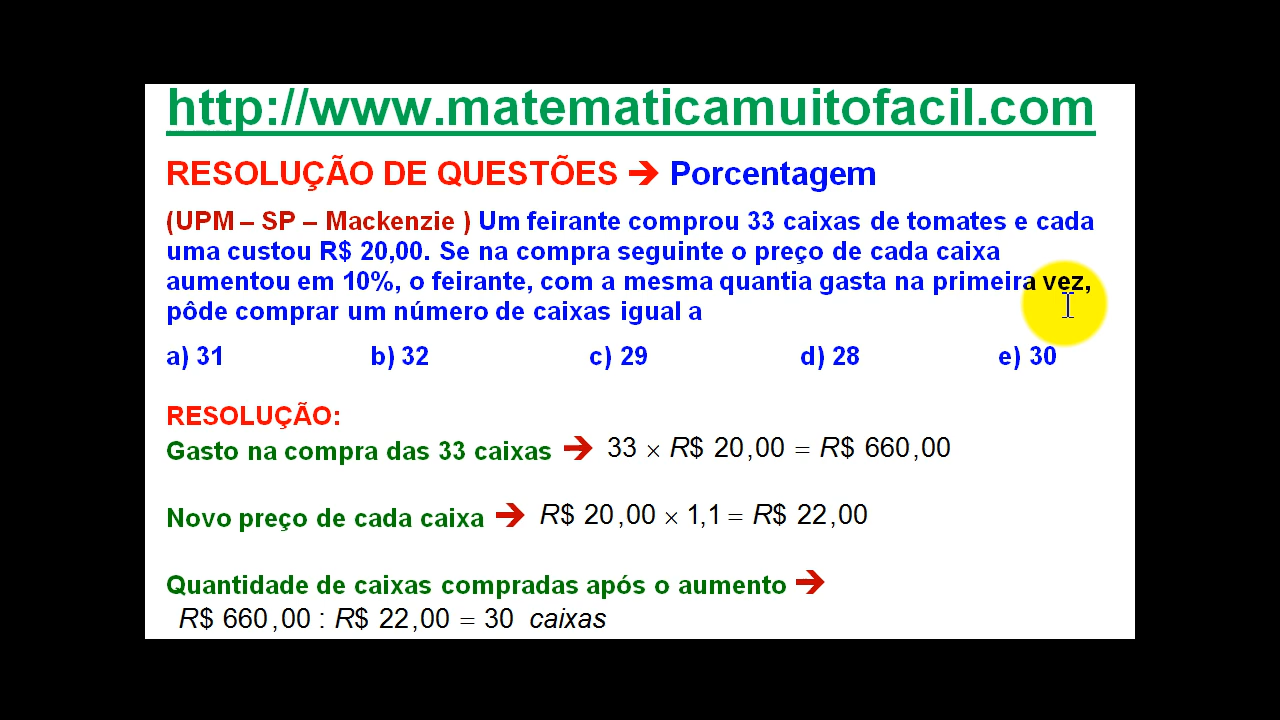 http://www.matematicamuitofacil.com
RESOLUÇÃO DE QUESTÕES ➔ Porcentagem
(UPM – SP – Mackenzie ) Um feirante comprou 33 caixas de tomates e cada
uma custou R$ 20,00. Se na compra seguinte o preço de cada caixa
aumentou em 10%, o feirante, com a mesma quantia gasta na primeira vez,
pôde comprar um número de caixas igual a
a) 31 b) 32 c) 29 d) 28 e) 30
RESOLUÇÃO:
Gasto na compra das 33 caixas ➔ 33 × R$ 20,00 = R$ 660,00
Novo preço de cada caixa ➔ R$ 20,00 × 1,1 = R$ 22,00
Quantidade de caixas compradas após o aumento ➔
R$ 660,00 : R$ 22,00 = 30 caixas